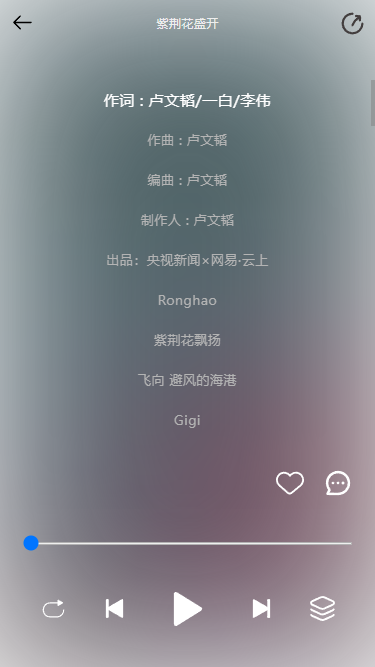 紫荆花盛开
作词：卢文韬/一白/李伟
作曲：卢文韬
编曲：卢文韬
制作人：卢文韬
出品：央视新闻×网易·云上
Ronghao
紫荆花飘扬
飞向 避风的海港
Gigi